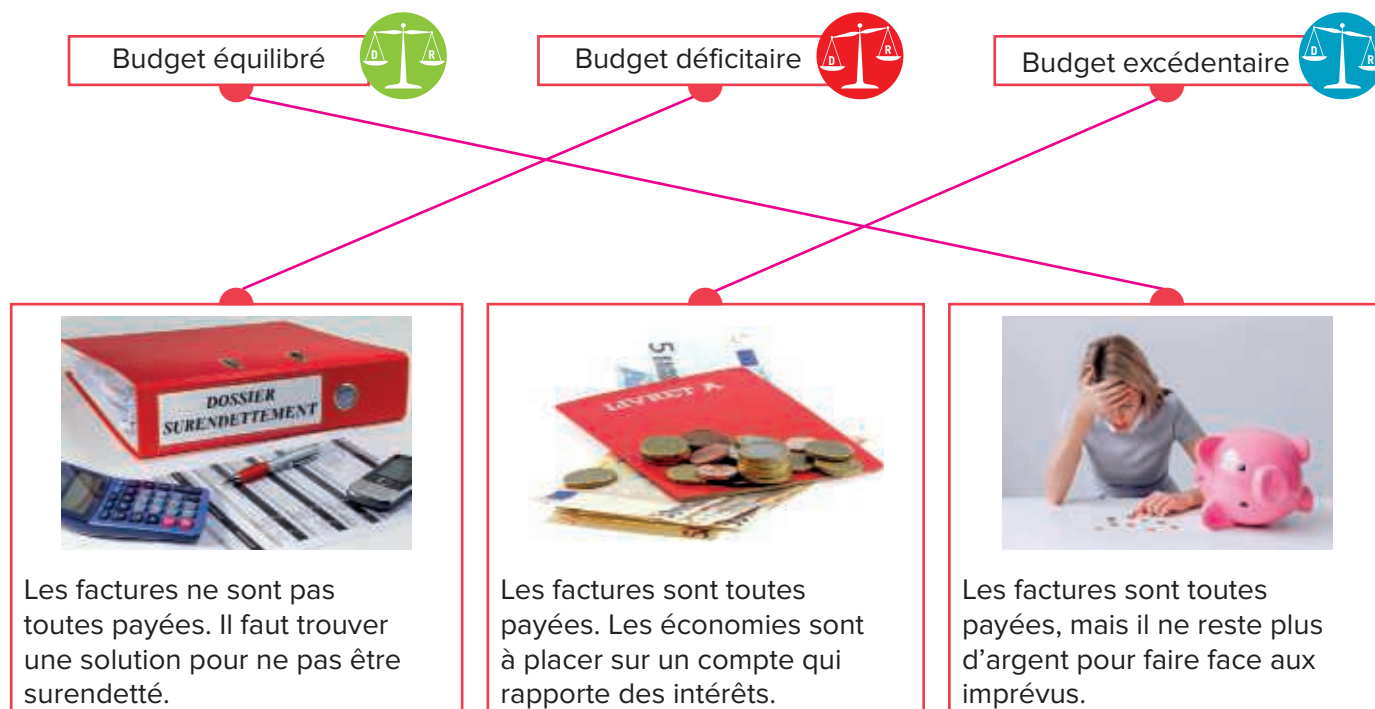 Budget équilibré
D R
Budget déficitaire
D R
Budget excédentaire
D R
DOSSIER
SURENDETTEMENT
Les factures ne sont pas
toutes payées. Il faut trouver
une solution pour ne pas être
surendetté.
5
LIVRET A
Les factures sont toutes
payées. Les économies sont
à placer sur un compte qui
rapporte des intérêts.
Les factures sont toutes
payées, mais il ne reste plus
d’argent pour faire face aux
imprévus.